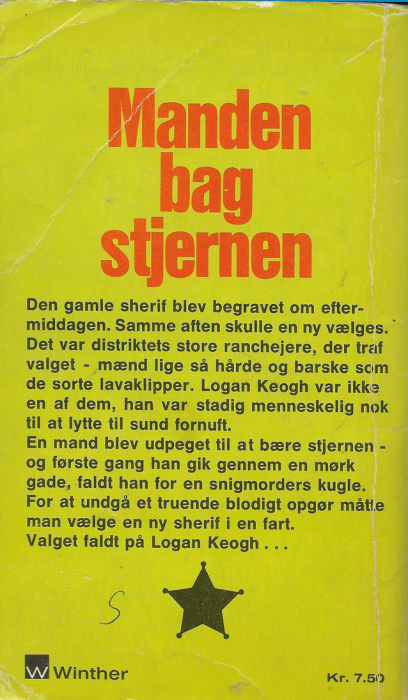 Manden
bag
stjernen
Den gamle sherif blev begravet om efter-
middagen. Samme aften skulle en ny vælges.
Det var distriktets store ranchejere, der traf
valget - mænd lige så hårde og barske som
de sorte lavaklipper. Logan Keogh var ikke
en af dem, han var stadig menneskelig nok
til at lytte til sund fornuft.
En mand blev udpeget til at bære stjernen -
og første gang han gik gennem en mørk
gade, faldt han for en snigmorders kugle.
For at undgå et truende blodigt opgør måtte
man vælge en ny sherif i en fart.
Valget faldt på Logan Keogh . . .
S
W Winther
Kr. 7.50